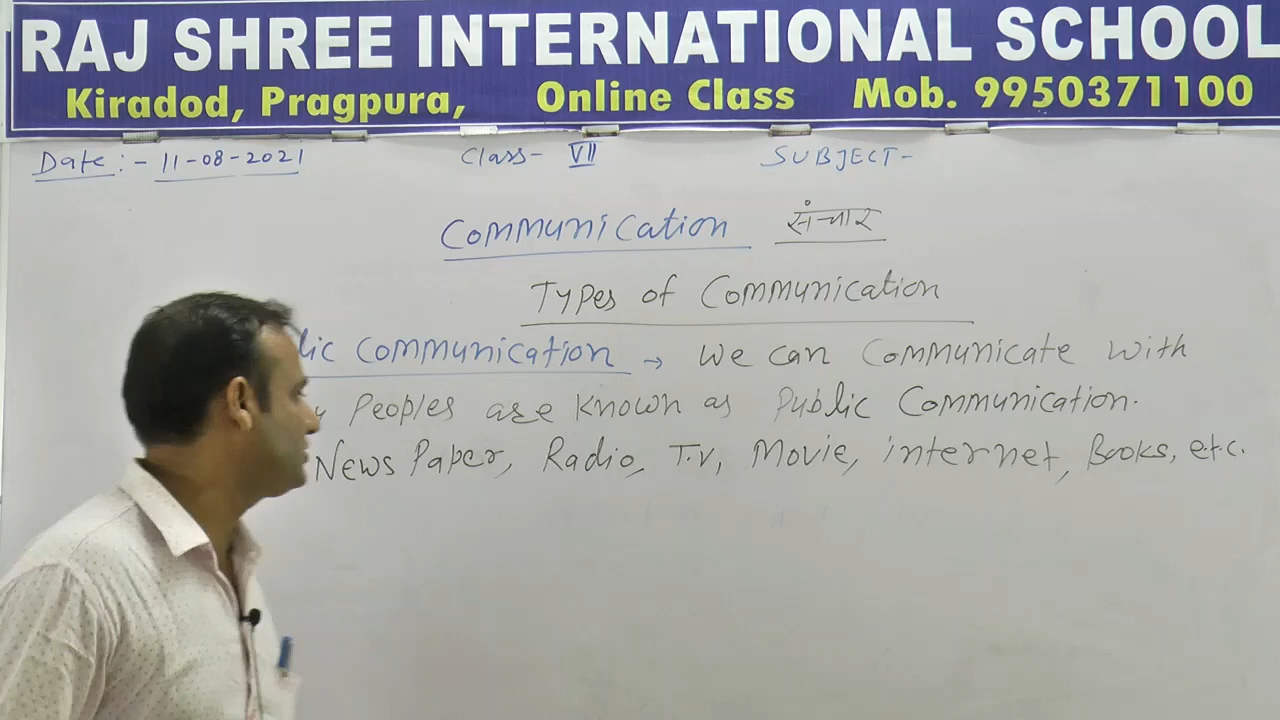 RAJ SHREE INTERNATIONAL SCHOOL
Kiradod, Pragpura, Online Class Mob. 9950371100
Date:- 11-08-2021 Class- VII SUBJECT-
Communication संचार
Types of Communication
lic Communication → We can Communicate with
Peoples are known as Public Communication.
News Paper, Radio, T.V, Movie, internet, Books, etc.